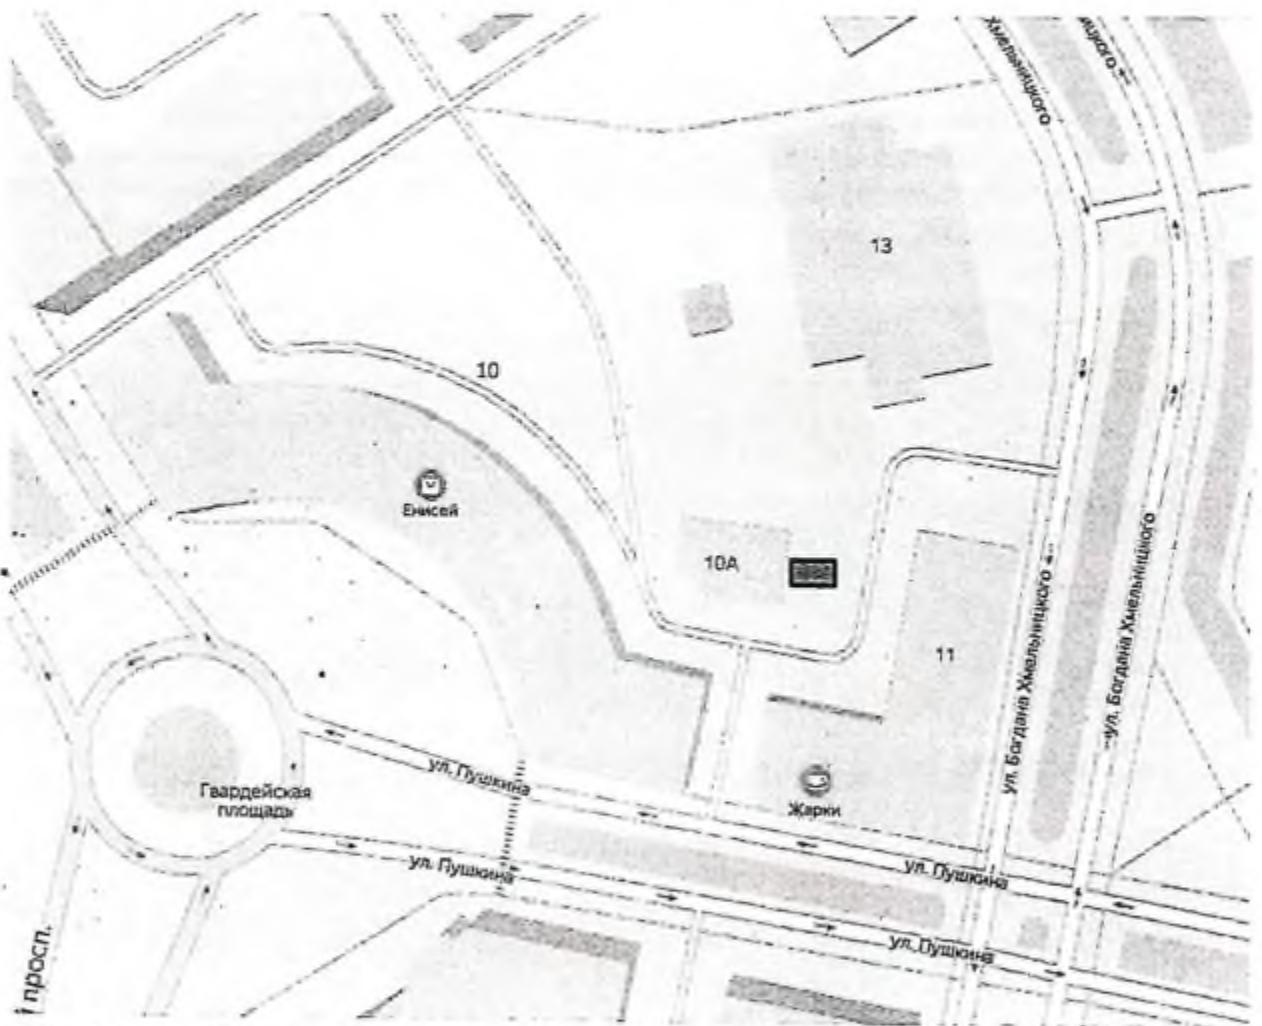 Хмельницкого
ицкого
13
10
Енисей
10А
11
ул. Богдана Хмельницкого
ул. Богдана Хмельницкого
ул. Пушкина
Гвардейская
площадь
Жарки
ул. Пушкина
ул. Пушкина
ул. Пушкина
просп.